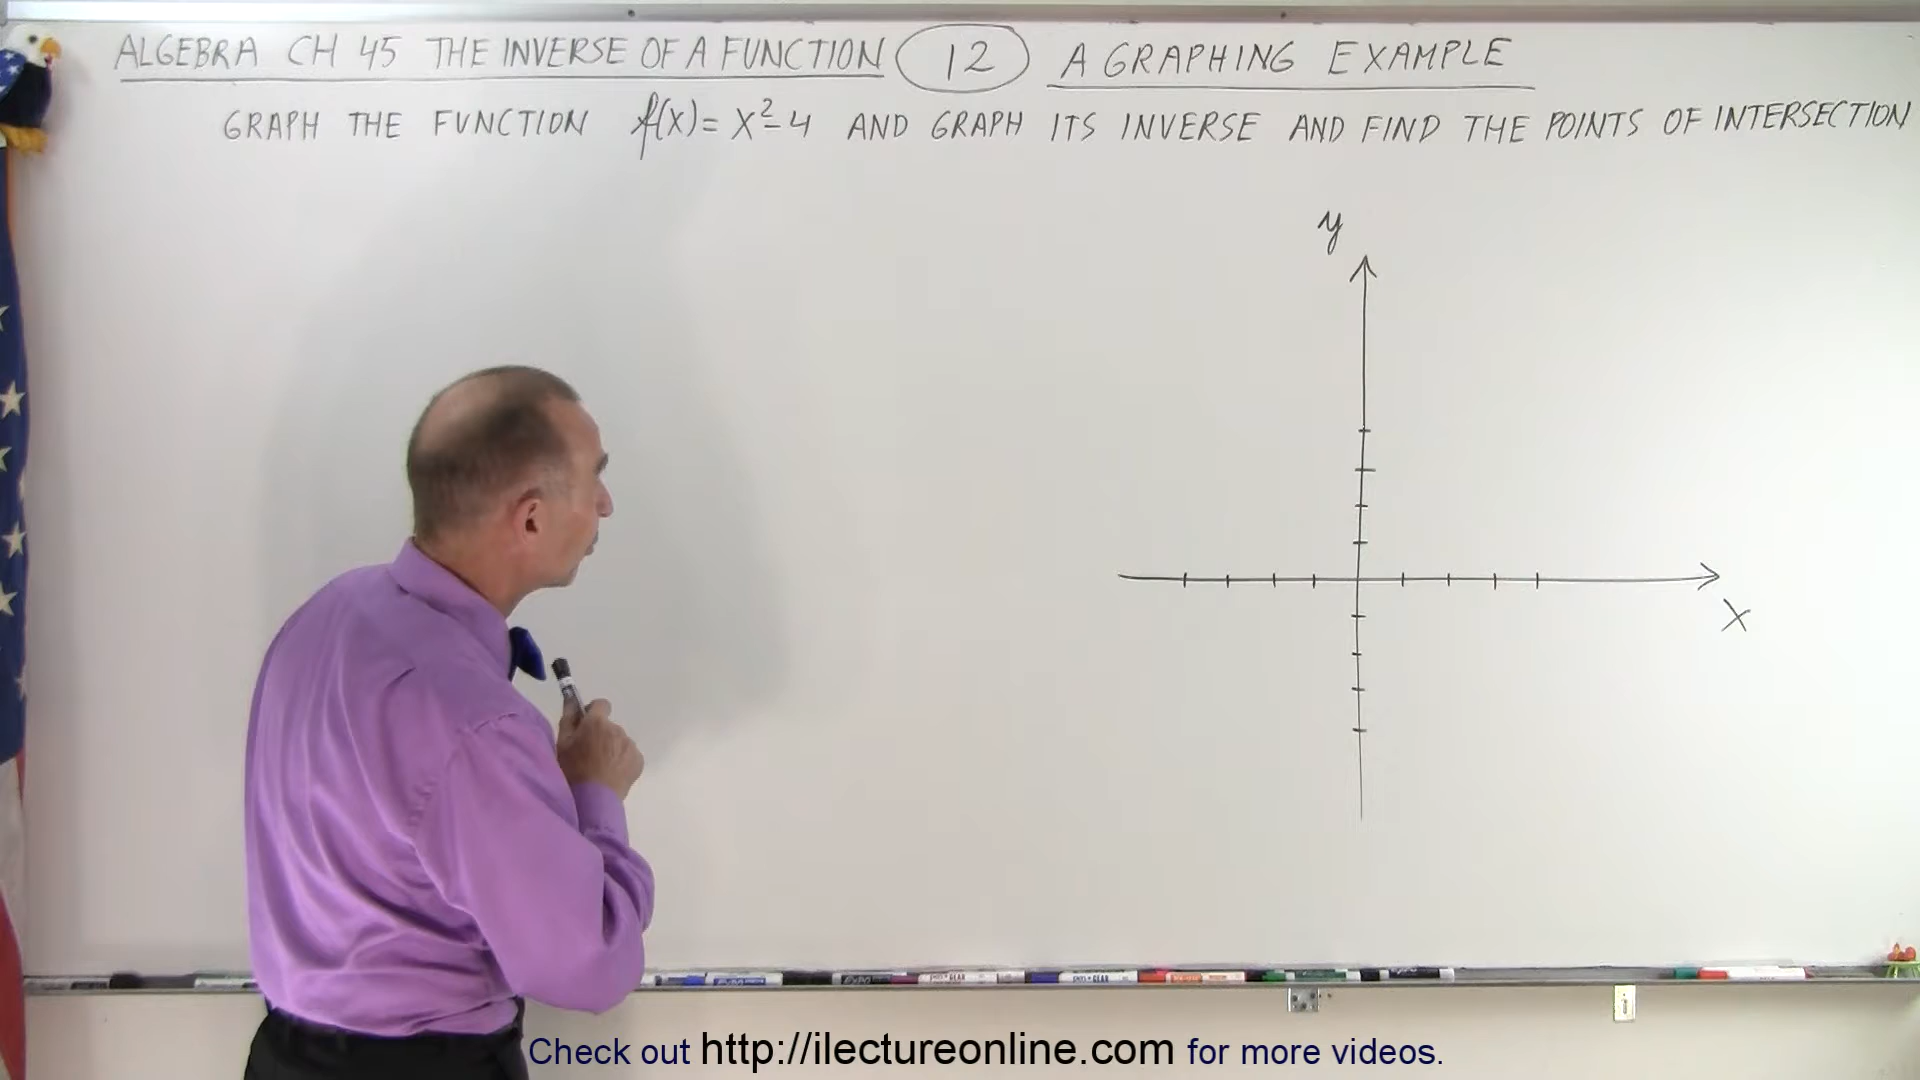 ALGEBRA CH 45 THE INVERSE OF A FUNCTION 12 A GRAPHING EXAMPLE
GRAPH THE FUNCTION f(x)= x²-4 AND GRAPH ITS INVERSE AND FIND THE POINTS OF INTERSECTION
y
x
Check out http://ilectureonline.com for more videos.